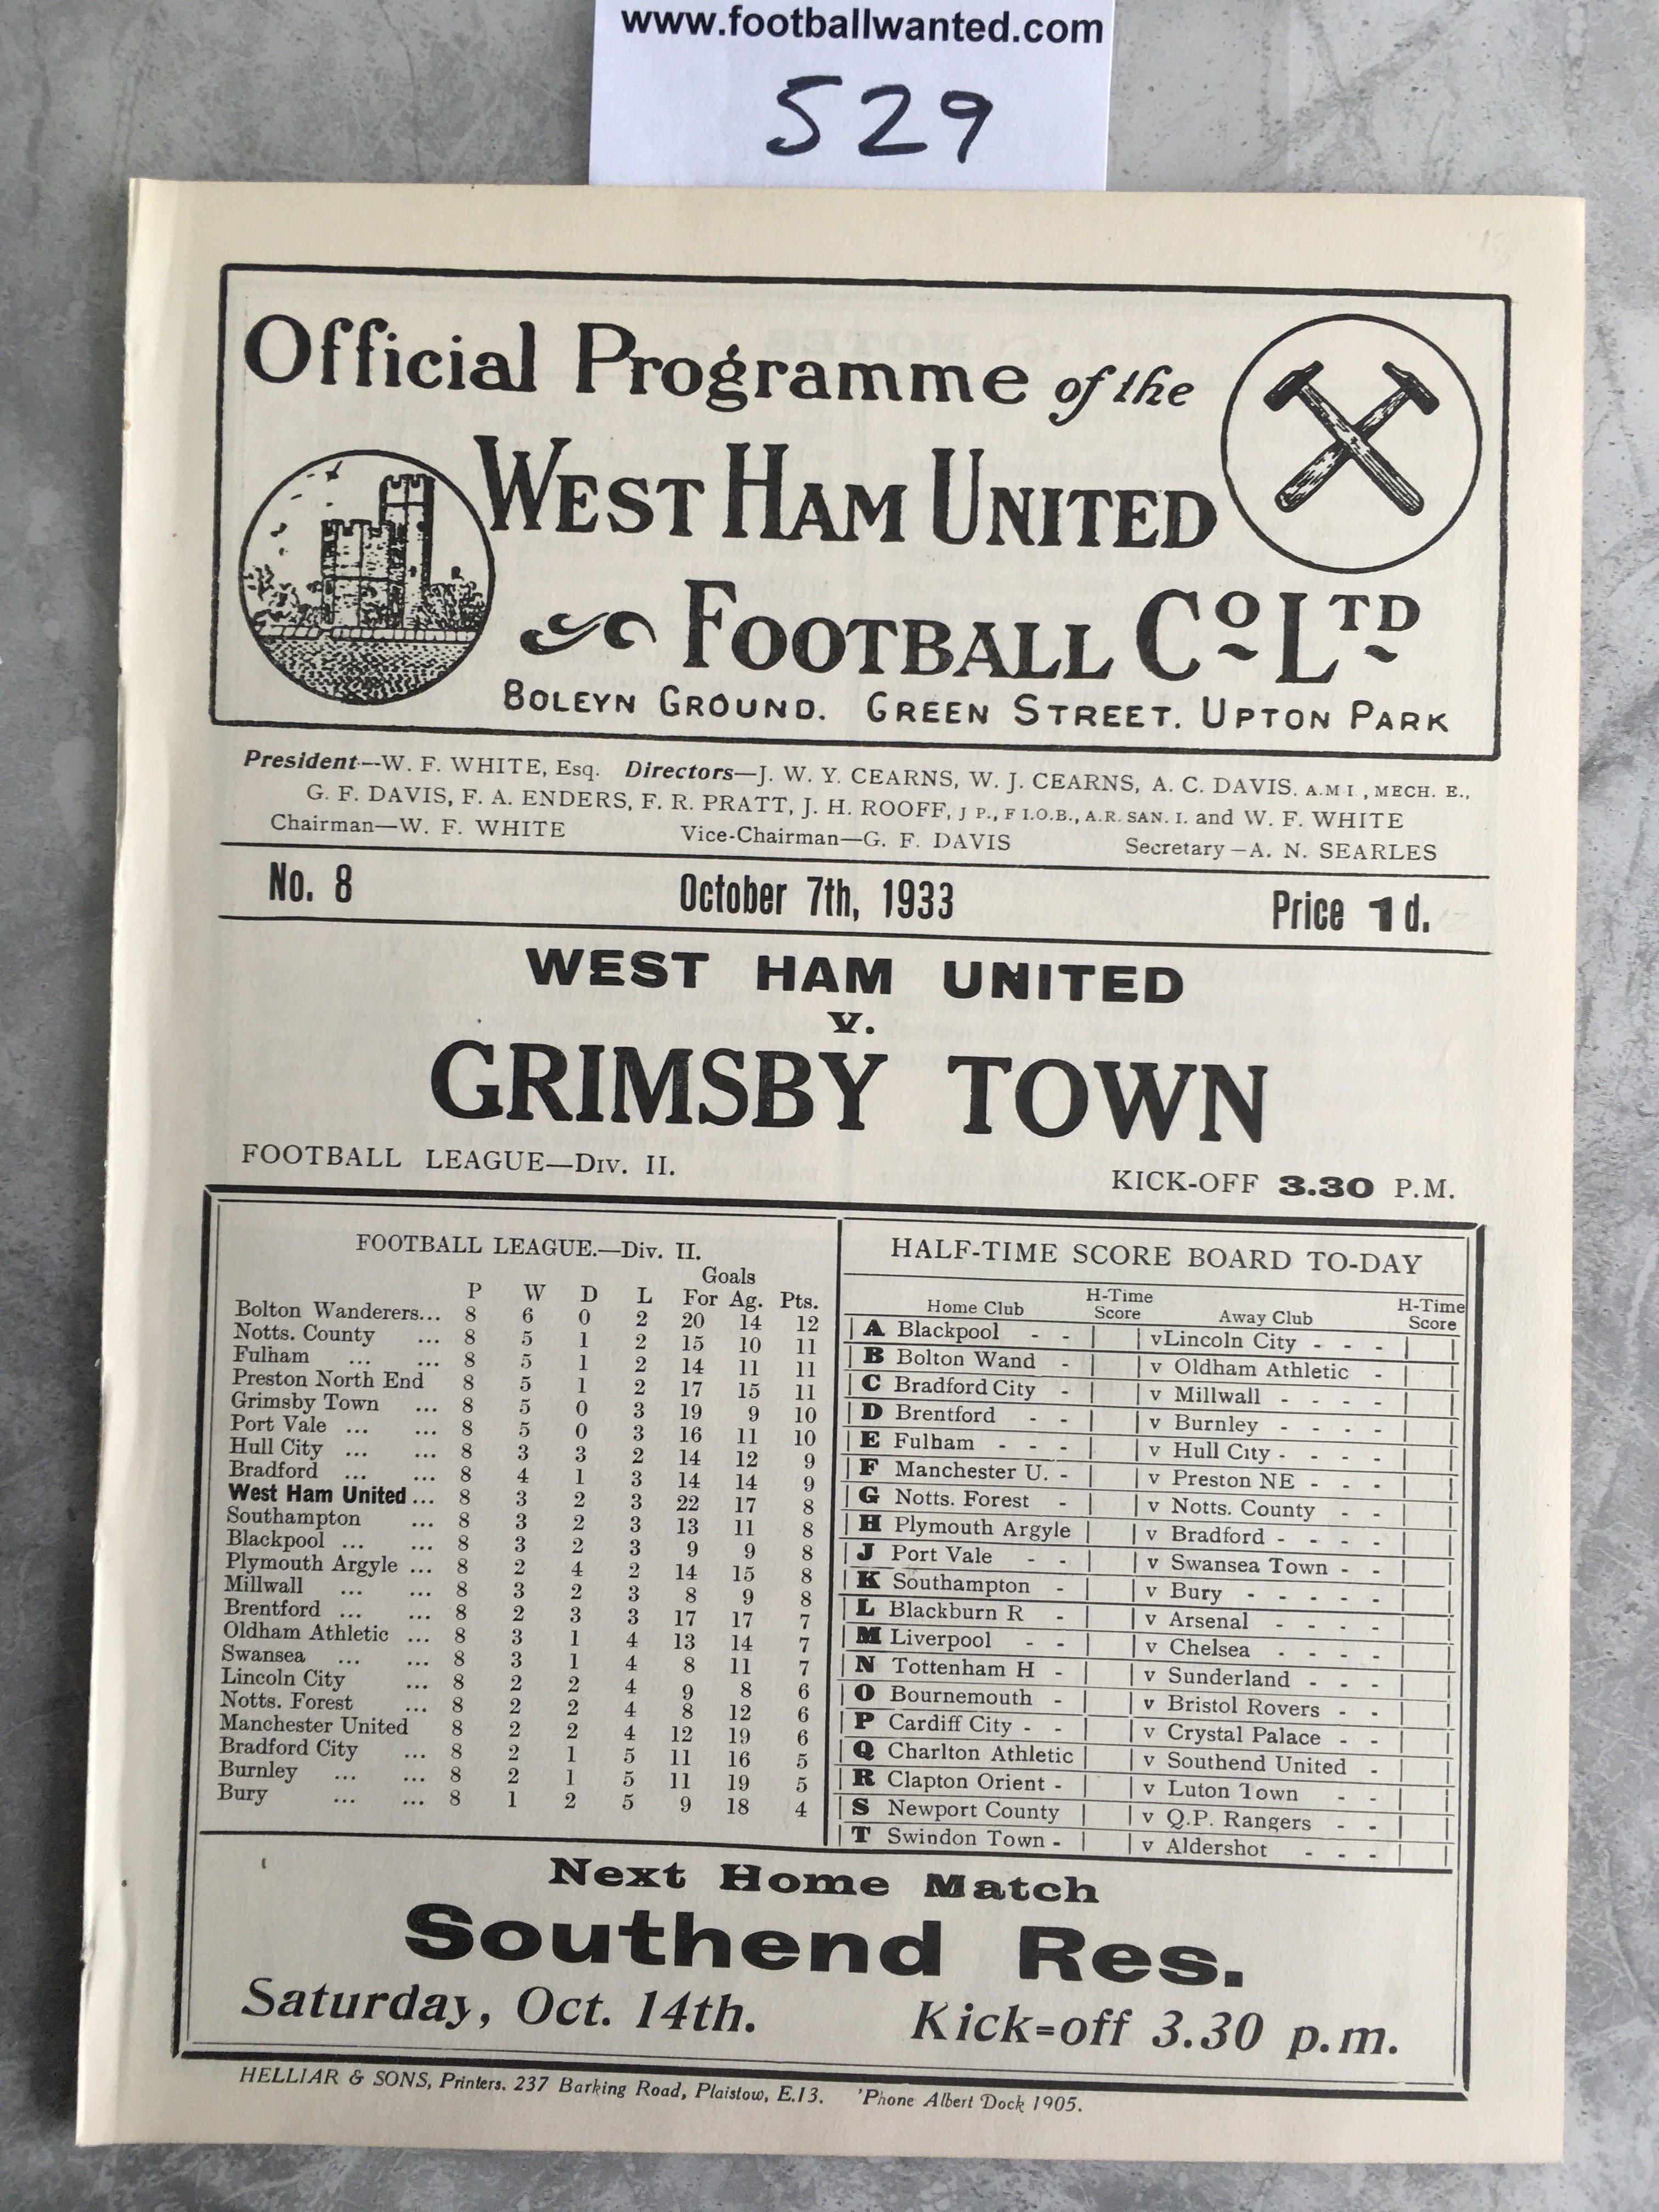 www.footballwanted.com
529
Official Programme of the
WEST HAM UNITED
FOOTBALL CO LTD
BOLEYN GROUND. GREEN STREET. UPTON PARK
President—W. F. WHITE, Esq. Directors—J. W. Y. CEARNS, W. J. CEARNS, A. C. DAVIS, A.M I , MECH. E.,
G. F. DAVIS, F. A. ENDERS, F. R. PRATT, J. H. ROOFF, J P., F I.O.B., A.R. SAN. I. and W. F. WHITE
Chairman—W. F. WHITE Vice-Chairman—G. F. DAVIS Secretary—A. N. SEARLES
No. 8 October 7th, 1933 Price 1d.
WEST HAM UNITED
v.
GRIMSBY TOWN
FOOTBALL LEAGUE—DIV. II.
KICK-OFF 3.30 P.M.
FOOTBALL LEAGUE.—Div. II.
Goals
P W D L For Ag. Pts.
Bolton Wanderers... 8 6 0 2 20 14 12
Notts. County ... 8 5 1 2 15 10 11
Fulham ... ... 8 5 1 2 14 11 11
Preston North End 8 5 1 2 17 15 11
Grimsby Town ... 8 5 0 3 19 9 10
Port Vale ... ... 8 5 0 3 16 11 10
Hull City ... ... 8 3 3 2 14 12 9
Bradford ... ... 8 4 1 3 14 14 9
West Ham United ... 8 3 2 3 22 17 8
Southampton ... 8 3 2 3 13 11 8
Blackpool ... ... 8 3 2 3 9 9 8
Plymouth Argyle ... 8 2 4 2 14 15 8
Millwall ... ... 8 3 2 3 8 9 8
Brentford ... ... 8 2 3 3 17 17 7
Oldham Athletic ... 8 3 1 4 13 14 7
Swansea ... ... 8 3 1 4 8 11 7
Lincoln City ... 8 2 2 4 9 8 6
Notts. Forest ... 8 2 2 4 8 12 6
Manchester United 8 2 2 4 12 19 6
Bradford City ... 8 2 1 5 11 16 5
Burnley ... ... 8 2 1 5 11 19 5
Bury ... ... 8 1 2 5 9 18 4
HALF-TIME SCORE BOARD TO-DAY
Home Club H-Time Score Away Club H-Time Score
A Blackpool - - v Lincoln City - - -
B Bolton Wand - v Oldham Athletic -
C Bradford City - v Millwall - - - -
D Brentford - - v Burnley - - - -
E Fulham - - - v Hull City - - - -
F Manchester U. - v Preston NE - - -
G Notts. Forest - v Notts. County - -
H Plymouth Argyle v Bradford - - - -
J Port Vale - - v Swansea Town - -
K Southampton - v Bury - - - - -
L Blackburn R - v Arsenal - - - -
M Liverpool - - v Chelsea - - - -
N Tottenham H - v Sunderland - - -
O Bournemouth - v Bristol Rovers - -
P Cardiff City - - v Crystal Palace - -
Q Charlton Athletic v Southend United -
R Clapton Orient - v Luton Town - -
S Newport County v Q.P. Rangers - -
T Swindon Town - v Aldershot - - -
Next Home Match
Southend Res.
Saturday, Oct. 14th. Kick=off 3.30 p.m.
HELLIAR & SONS, Printers. 237 Barking Road, Plaistow, E.13. 'Phone Albert Dock 1905.